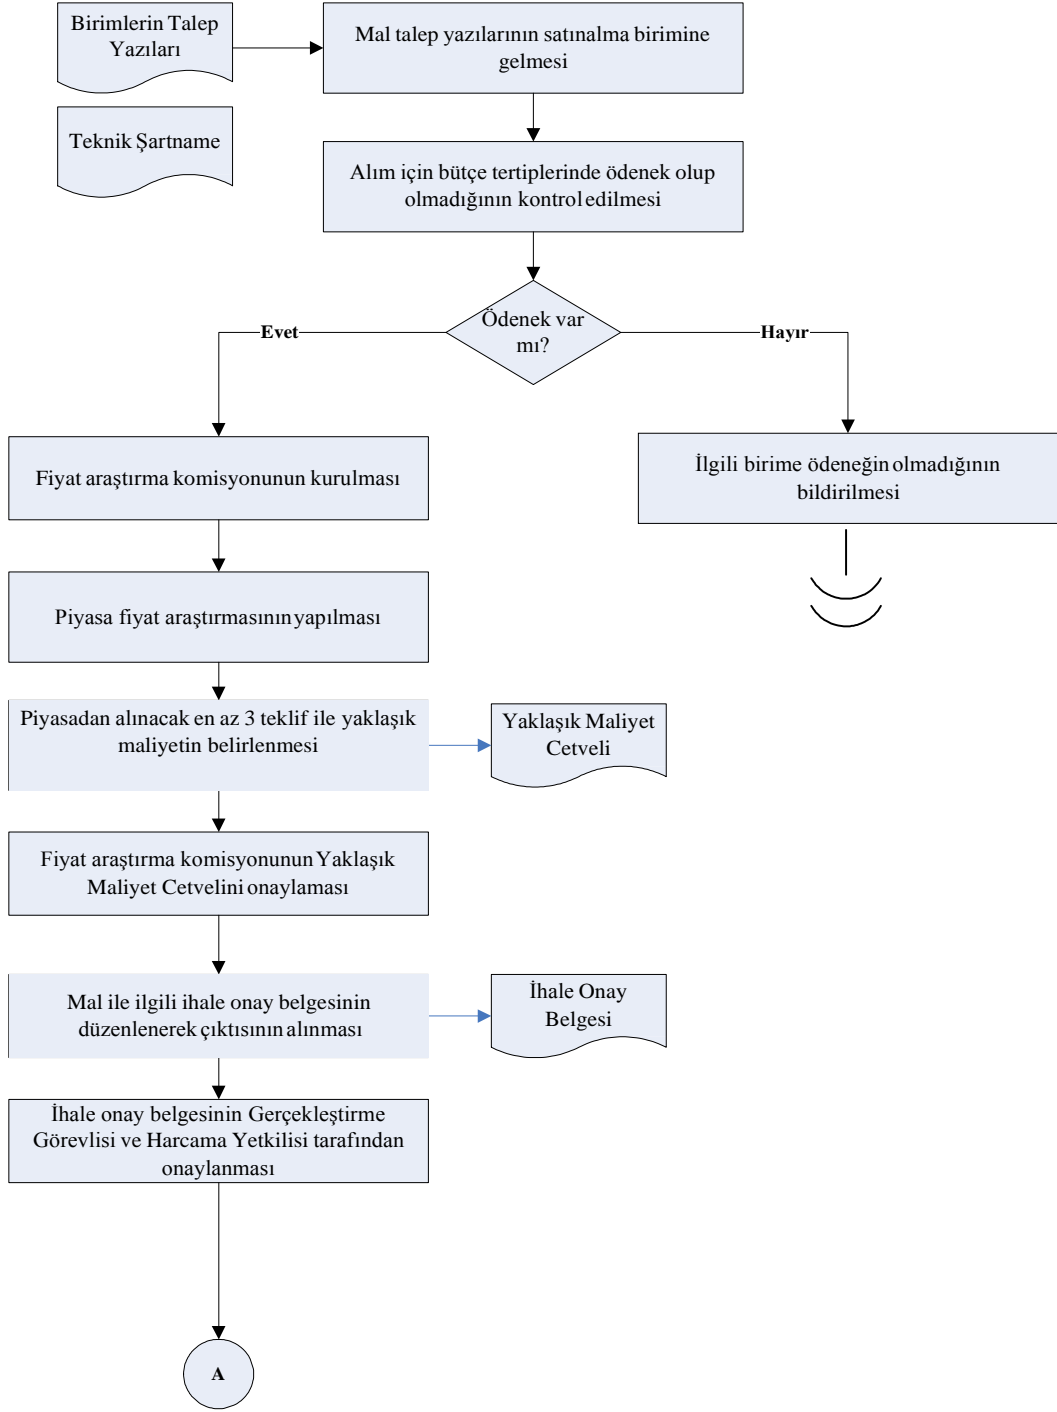 Birimlerin Talep
Yazıları
Mal talep yazılarının satınalma birimine
gelmesi
Teknik Şartname
Alım için bütçe tertiplerinde ödenek olup
olmadığının kontrol edilmesi
Ödenek var
mı?
Evet
Hayır
Fiyat araştırma komisyonunun kurulması
İlgili birime ödeneğin olmadığının
bildirilmesi
Piyasa fiyat araştırmasının yapılması
Piyasadan alınacak en az 3 teklif ile yaklaşık
maliyetin belirlenmesi
Yaklaşık Maliyet
Cetveli
Fiyat araştırma komisyonunun Yaklaşık
Maliyet Cetvelini onaylaması
Mal ile ilgili ihale onay belgesinin
düzenlenerek çıktısının alınması
İhale Onay
Belgesi
İhale onay belgesinin Gerçekleştirme
Görevlisi ve Harcama Yetkilisi tarafından
onaylanması
A